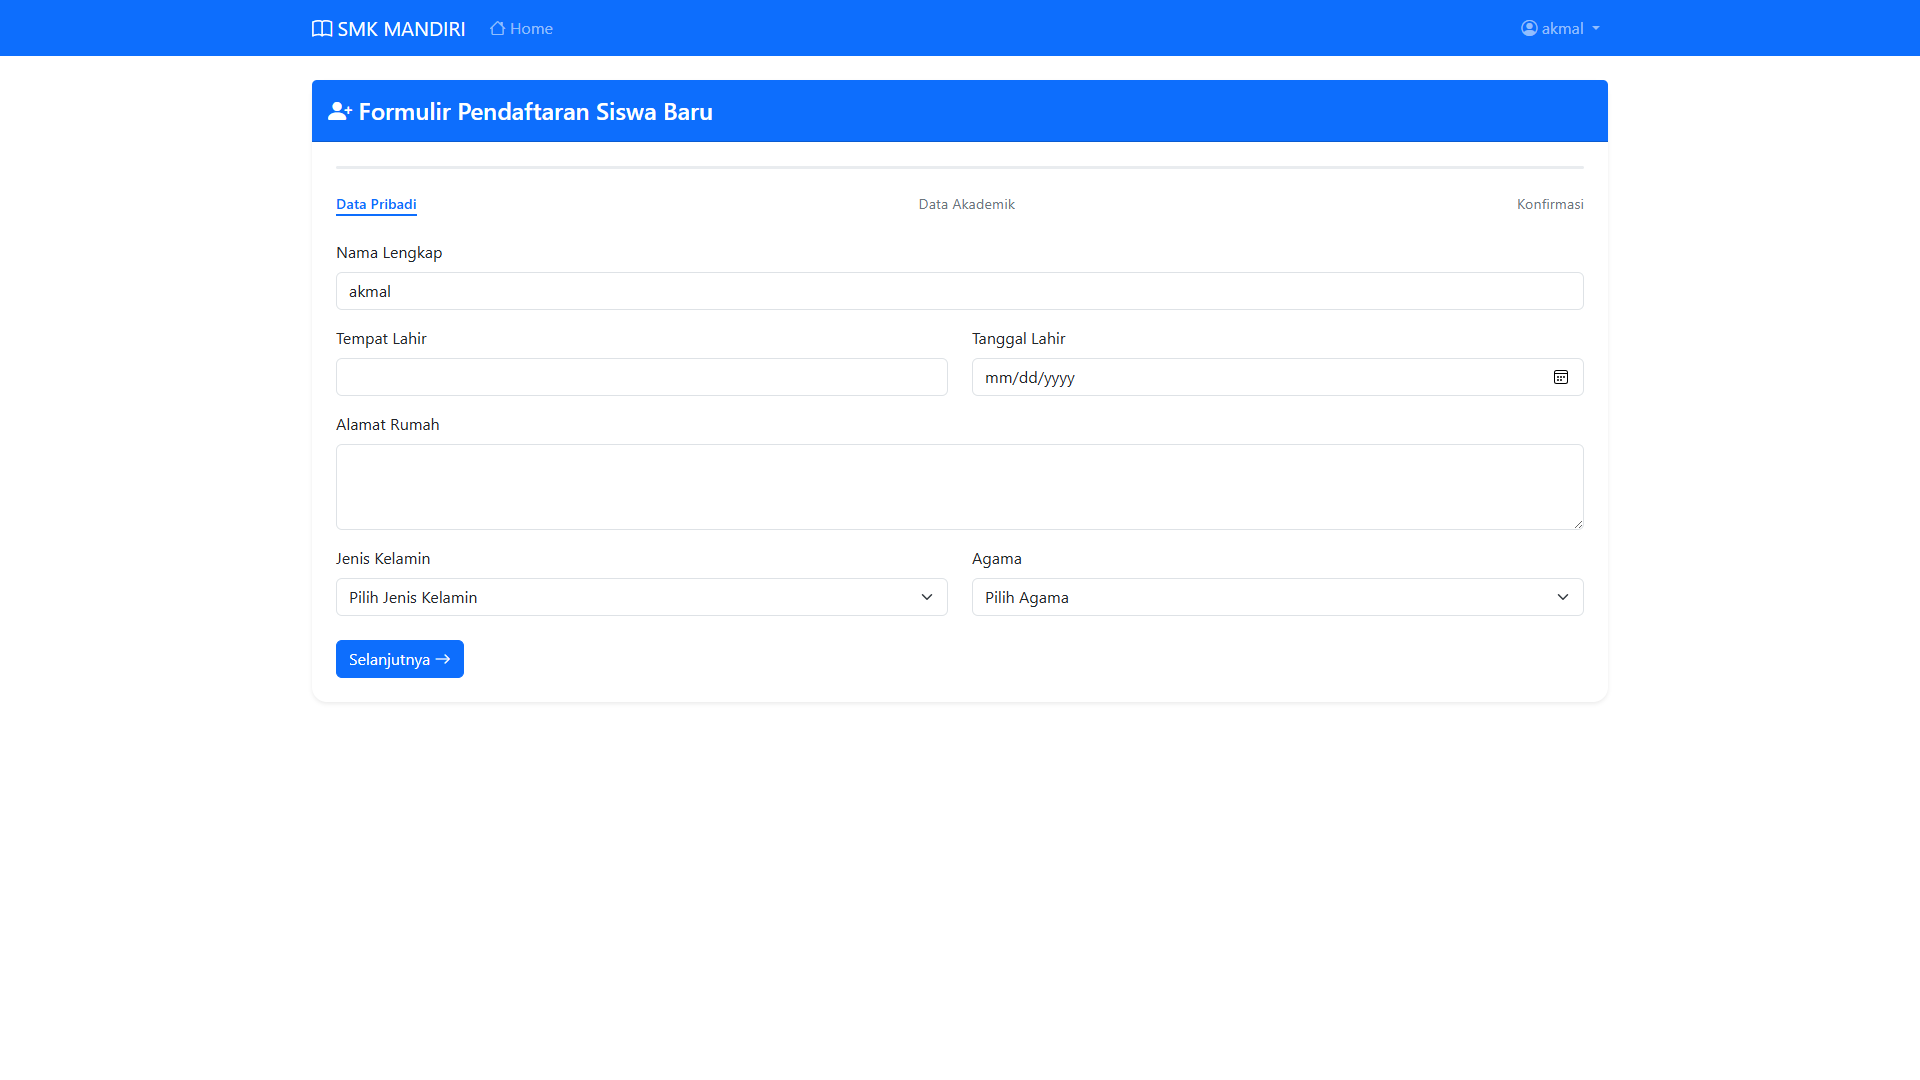 SMK MANDIRI Home akmal
Formulir Pendaftaran Siswa Baru
Data Pribadi Data Akademik Konfirmasi
Nama Lengkap
akmal
Tempat Lahir Tanggal Lahir
mm/dd/yyyy
Alamat Rumah
Jenis Kelamin Agama
Pilih Jenis Kelamin Pilih Agama
Selanjutnya →